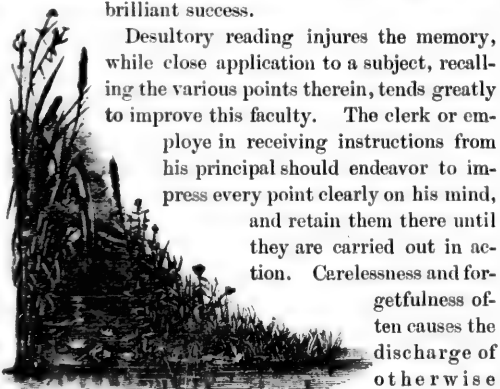 brilliant success.
Desultory reading injures the memory,
while close application to a subject, recall-
ing the various points therein, tends greatly
to improve this faculty. The clerk or em-
ploye in receiving instructions from
his principal should endeavor to im-
press every point clearly on his mind,
and retain them there until
they are carried out in ac-
tion. Carelessness and for-
getfulness of-
ten causes the
discharge of
otherwise